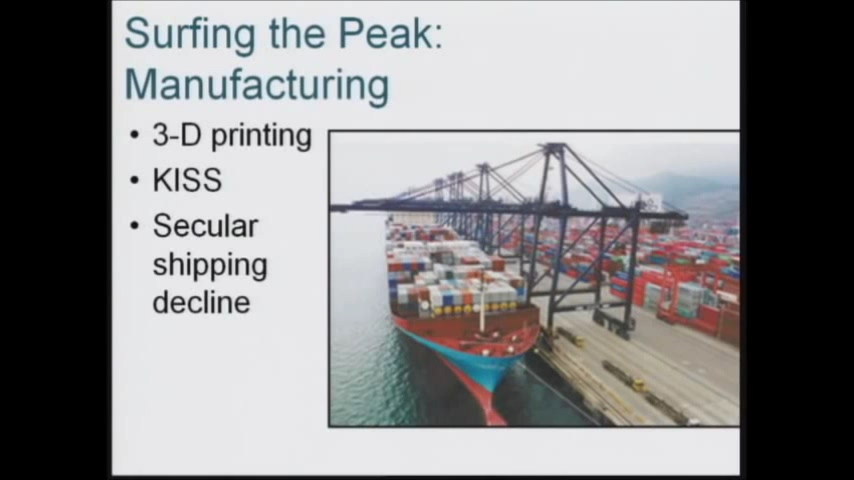 Surfing the Peak:
Manufacturing
• 3-D printing
• KISS
• Secular
shipping
decline